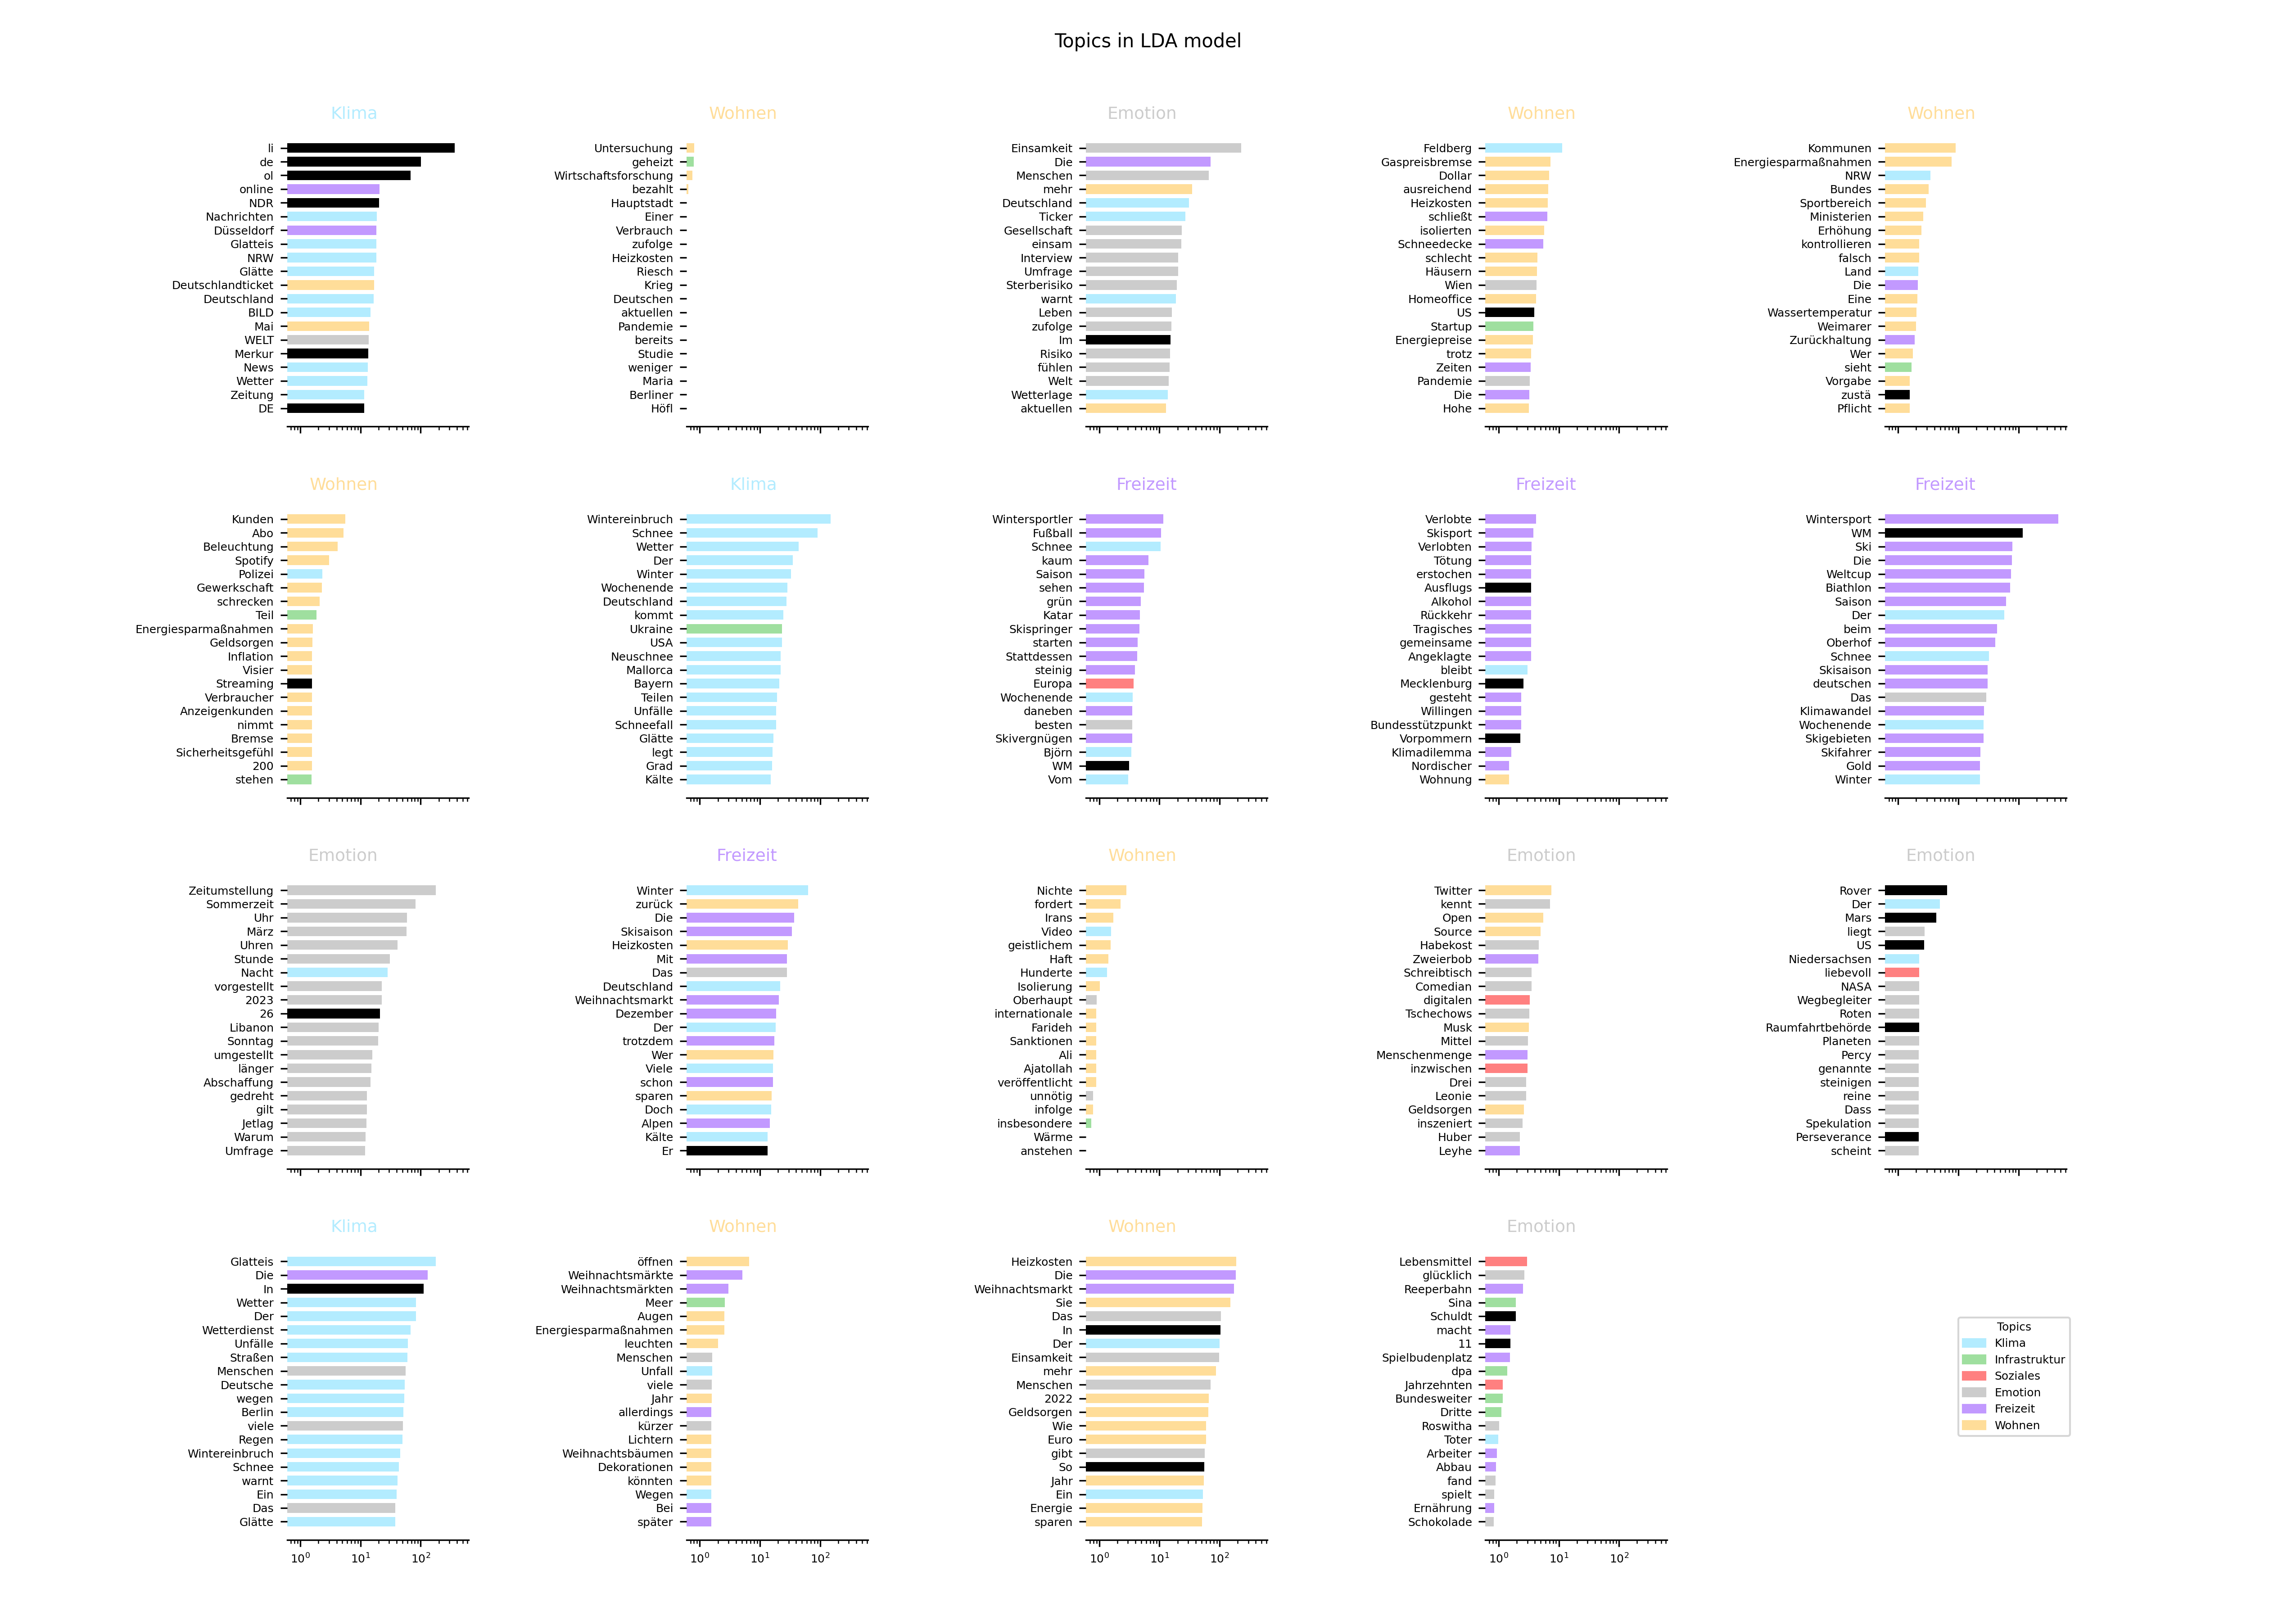 Topics in LDA model
Klima
li
de
ol
online
NDR
Nachrichten
Düsseldorf
Glatteis
NRW
Glätte
Deutschlandticket
Deutschland
BILD
Mai
WELT
Merkur
News
Wetter
Zeitung
DE
Wohnen
Untersuchung
geheizt
Wirtschaftsforschung
bezahlt
Hauptstadt
Einer
Verbrauch
zufolge
Heizkosten
Riesch
Krieg
Deutschen
aktuellen
Pandemie
bereits
Studie
weniger
Maria
Berliner
Höfl
Emotion
Einsamkeit
Die
Menschen
mehr
Deutschland
Ticker
Gesellschaft
einsam
Interview
Umfrage
Sterberisiko
warnt
Leben
zufolge
Im
Risiko
fühlen
Welt
Wetterlage
aktuellen
Wohnen
Feldberg
Gaspreisbremse
Dollar
ausreichend
Heizkosten
schließt
isolierten
Schneedecke
schlecht
Häusern
Wien
Homeoffice
US
Startup
Energiepreise
trotz
Zeiten
Pandemie
Die
Hohe
Wohnen
Kommunen
Energiesparmaßnahmen
NRW
Bundes
Sportbereich
Ministerien
Erhöhung
kontrollieren
falsch
Land
Die
Eine
Wassertemperatur
Weimarer
Zurückhaltung
Wer
sieht
Vorgabe
zustä
Pflicht
Wohnen
Kunden
Abo
Beleuchtung
Spotify
Polizei
Gewerkschaft
schrecken
Teil
Energiesparmaßnahmen
Geldsorgen
Inflation
Visier
Streaming
Verbraucher
Anzeigenkunden
nimmt
Bremse
Sicherheitsgefühl
200
stehen
Klima
Wintereinbruch
Schnee
Wetter
Der
Winter
Wochenende
Deutschland
kommt
Ukraine
USA
Neuschnee
Mallorca
Bayern
Teilen
Unfälle
Schneefall
Glätte
legt
Grad
Kälte
Freizeit
Wintersportler
Fußball
Schnee
kaum
Saison
sehen
grün
Katar
Skispringer
starten
Stattdessen
steinig
Europa
Wochenende
daneben
besten
Skivergnügen
Björn
WM
Vom
Freizeit
Verlobte
Skisport
Verlobten
Tötung
erstochen
Ausflugs
Alkohol
Rückkehr
Tragisches
gemeinsame
Angeklagte
bleibt
Mecklenburg
gesteht
Willingen
Bundesstützpunkt
Vorpommern
Klimadilemma
Nordischer
Wohnung
Freizeit
Wintersport
WM
Ski
Die
Weltcup
Biathlon
Saison
Der
beim
Oberhof
Schnee
Skisaison
deutschen
Das
Klimawandel
Wochenende
Skigebieten
Skifahrer
Gold
Winter
Emotion
Zeitumstellung
Sommerzeit
Uhr
März
Uhren
Stunde
Nacht
vorgestellt
2023
26
Libanon
Sonntag
umgestellt
länger
Abschaffung
gedreht
gilt
Jetlag
Warum
Umfrage
Freizeit
Winter
zurück
Die
Skisaison
Heizkosten
Mit
Das
Deutschland
Weihnachtsmarkt
Dezember
Der
trotzdem
Wer
Viele
schon
sparen
Doch
Alpen
Kälte
Er
Wohnen
Nichte
fordert
Irans
Video
geistlichem
Haft
Hunderte
Isolierung
Oberhaupt
internationale
Farideh
Sanktionen
Ali
Ajatollah
veröffentlicht
unnötig
infolge
insbesondere
Wärme
anstehen
Emotion
Twitter
kennt
Open
Source
Habekost
Zweierbob
Schreibtisch
Comedian
digitalen
Tschechows
Musk
Mittel
Menschenmenge
inzwischen
Drei
Leonie
Geldsorgen
inszeniert
Huber
Leyhe
Emotion
Rover
Der
Mars
liegt
US
Niedersachsen
liebevoll
NASA
Wegbegleiter
Roten
Raumfahrtbehörde
Planeten
Percy
genannte
steinigen
reine
Dass
Spekulation
Perseverance
scheint
Klima
Glatteis
Die
In
Wetter
Der
Wetterdienst
Unfälle
Straßen
Menschen
Deutsche
wegen
Berlin
viele
Regen
Wintereinbruch
Schnee
warnt
Ein
Das
Glätte
10⁰ 10¹ 10²
Wohnen
öffnen
Weihnachtsmärkte
Weihnachtsmärkten
Meer
Augen
Energiesparmaßnahmen
leuchten
Menschen
Unfall
viele
Jahr
allerdings
kürzer
Lichtern
Weihnachtsbäumen
Dekorationen
könnten
Wegen
Bei
später
10⁰ 10¹ 10²
Wohnen
Heizkosten
Die
Weihnachtsmarkt
Sie
Das
In
Der
Einsamkeit
mehr
Menschen
2022
Geldsorgen
Wie
Euro
gibt
So
Jahr
Ein
Energie
sparen
10⁰ 10¹ 10²
Emotion
Lebensmittel
glücklich
Reeperbahn
Sina
Schuldt
macht
11
Spielbudenplatz
dpa
Jahrzehnten
Bundesweiter
Dritte
Roswitha
Toter
Arbeiter
Abbau
fand
spielt
Ernährung
Schokolade
10⁰ 10¹ 10²
Topics
Klima
Infrastruktur
Soziales
Emotion
Freizeit
Wohnen